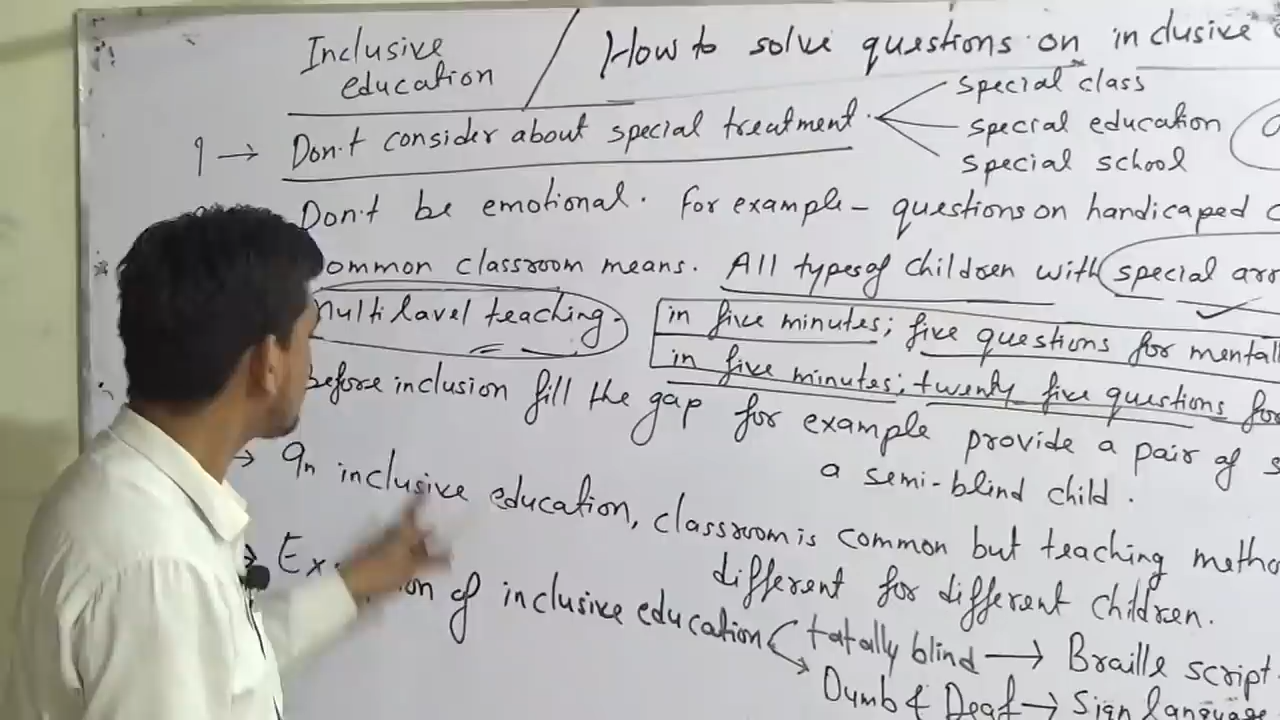 Inclusive education / How to solve questions on inclusive
1 → Don't consider about special treatment.
special class
special education
special school
Don't be emotional. For example - questions on handicaped
common classroom means. All types of children with special
multilavel teaching.
in five minutes; five questions for
in five minutes; twenty five questions for
Before inclusion fill the gap for example provide a pair of
a semi-blind child.
→ In inclusive education, classroom is common but teaching
different for different children.
→ of inclusive education
tatally blind → Braille script.
Dumb & Deaf → Sign language